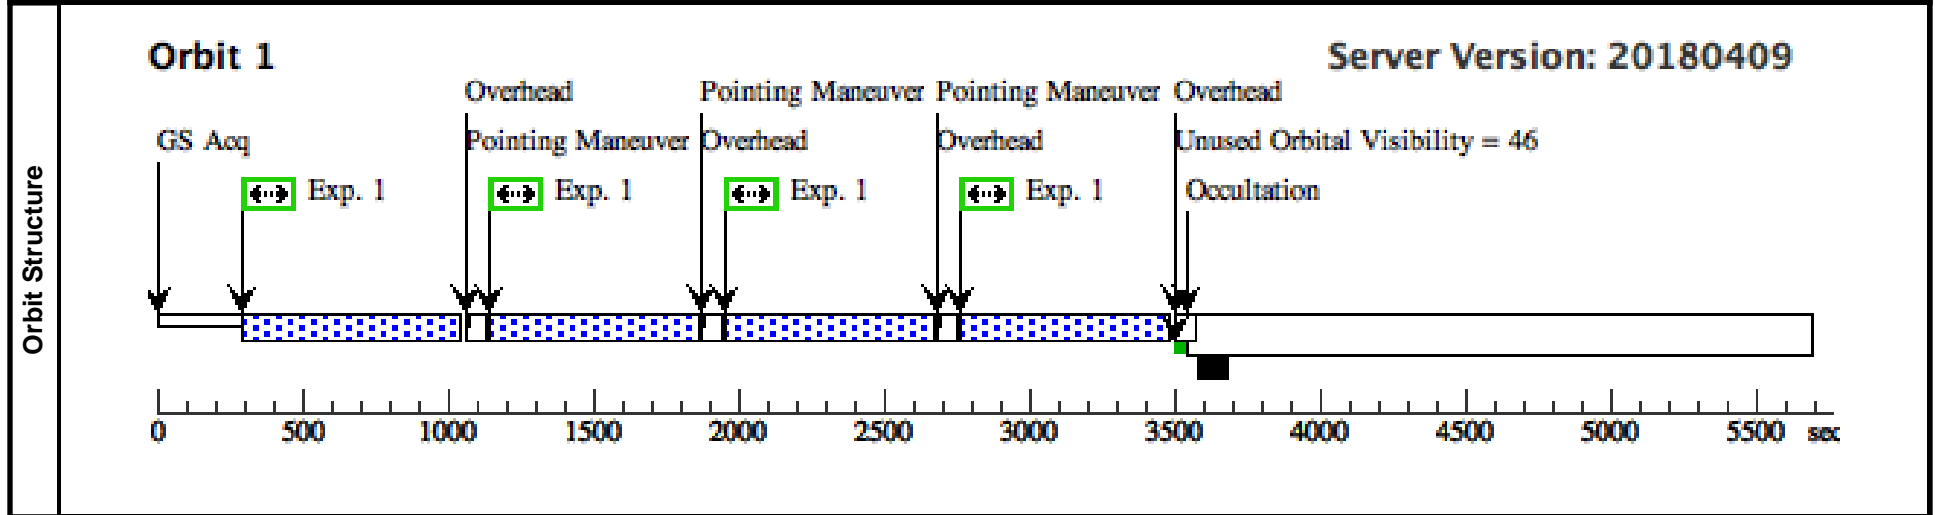 Orbit Structure
Orbit 1 Server Version: 20180409
Overhead Pointing Maneuver Pointing Maneuver Overhead
GS Acq Pointing Maneuver Overhead Overhead Unused Orbital Visibility = 46
Exp. 1 Exp. 1 Exp. 1 Exp. 1 Occultation
0 500 1000 1500 2000 2500 3000 3500 4000 4500 5000 5500 sec